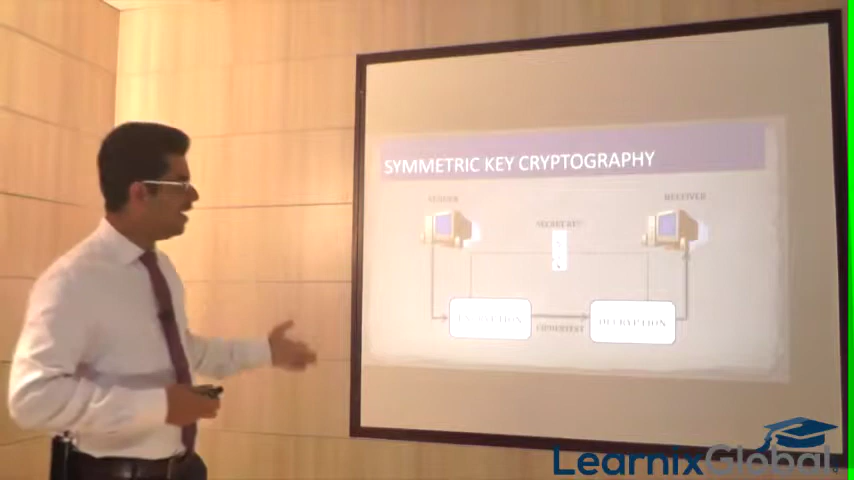 SYMMETRIC KEY CRYPTOGRAPHY
SENDER
RECEIVER
SECRET KEY
ENCRYPTION
CIPHERTEXT
DECRYPTION
LearnixGlobal